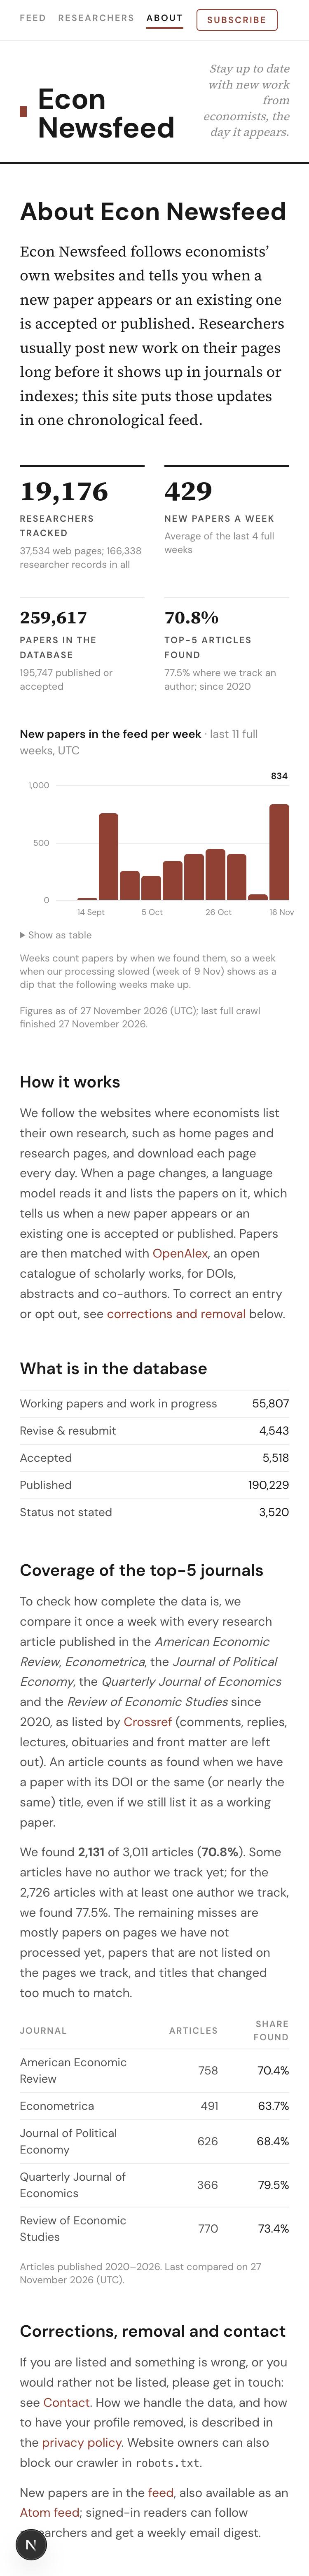 FEED RESEARCHERS ABOUT SUBSCRIBE
Econ
Newsfeed
Stay up to date
with new work
from
economists, the
day it appears.
About Econ Newsfeed
Econ Newsfeed follows economists’
own websites and tells you when a
new paper appears or an existing one
is accepted or published. Researchers
usually post new work on their pages
long before it shows up in journals or
indexes; this site puts those updates
in one chronological feed.
19,176
RESEARCHERS
TRACKED
37,534 web pages; 166,338
researcher records in all
429
NEW PAPERS A WEEK
Average of the last 4 full
weeks
259,617
PAPERS IN THE
DATABASE
195,747 published or
accepted
70.8%
TOP-5 ARTICLES
FOUND
77.5% where we track an
author; since 2020
New papers in the feed per week · last 11 full
weeks, UTC
834
1,000
500
0
14 Sept 5 Oct 26 Oct 16 Nov
▶ Show as table
Weeks count papers by when we found them, so a week
when our processing slowed (week of 9 Nov) shows as a
dip that the following weeks make up.
Figures as of 27 November 2026 (UTC); last full crawl
finished 27 November 2026.
How it works
We follow the websites where economists list
their own research, such as home pages and
research pages, and download each page
every day. When a page changes, a language
model reads it and lists the papers on it, which
tells us when a new paper appears or an
existing one is accepted or published. Papers
are then matched with OpenAlex, an open
catalogue of scholarly works, for DOIs,
abstracts and co-authors. To correct an entry
or opt out, see corrections and removal below.
What is in the database
Working papers and work in progress 55,807
Revise & resubmit 4,543
Accepted 5,518
Published 190,229
Status not stated 3,520
Coverage of the top-5 journals
To check how complete the data is, we
compare it once a week with every research
article published in the American Economic
Review, Econometrica, the Journal of Political
Economy, the Quarterly Journal of Economics
and the Review of Economic Studies since
2020, as listed by Crossref (comments, replies,
lectures, obituaries and front matter are left
out). An article counts as found when we have
a paper with its DOI or the same (or nearly the
same) title, even if we still list it as a working
paper.
We found 2,131 of 3,011 articles (70.8%). Some
articles have no author we track yet; for the
2,726 articles with at least one author we track,
we found 77.5%. The remaining misses are
mostly papers on pages we have not
processed yet, papers that are not listed on
the pages we track, and titles that changed
too much to match.
JOURNAL ARTICLES SHARE
FOUND
American Economic
Review 758 70.4%
Econometrica 491 63.7%
Journal of Political
Economy 626 68.4%
Quarterly Journal of
Economics 366 79.5%
Review of Economic
Studies 770 73.4%
Articles published 2020–2026. Last compared on 27
November 2026 (UTC).
Corrections, removal and contact
If you are listed and something is wrong, or you
would rather not be listed, please get in touch:
see Contact. How we handle the data, and how
to have your profile removed, is described in
the privacy policy. Website owners can also
block our crawler in robots.txt.
New papers are in the feed, also available as an
Atom feed; signed-in readers can follow
and get a weekly email digest.
N